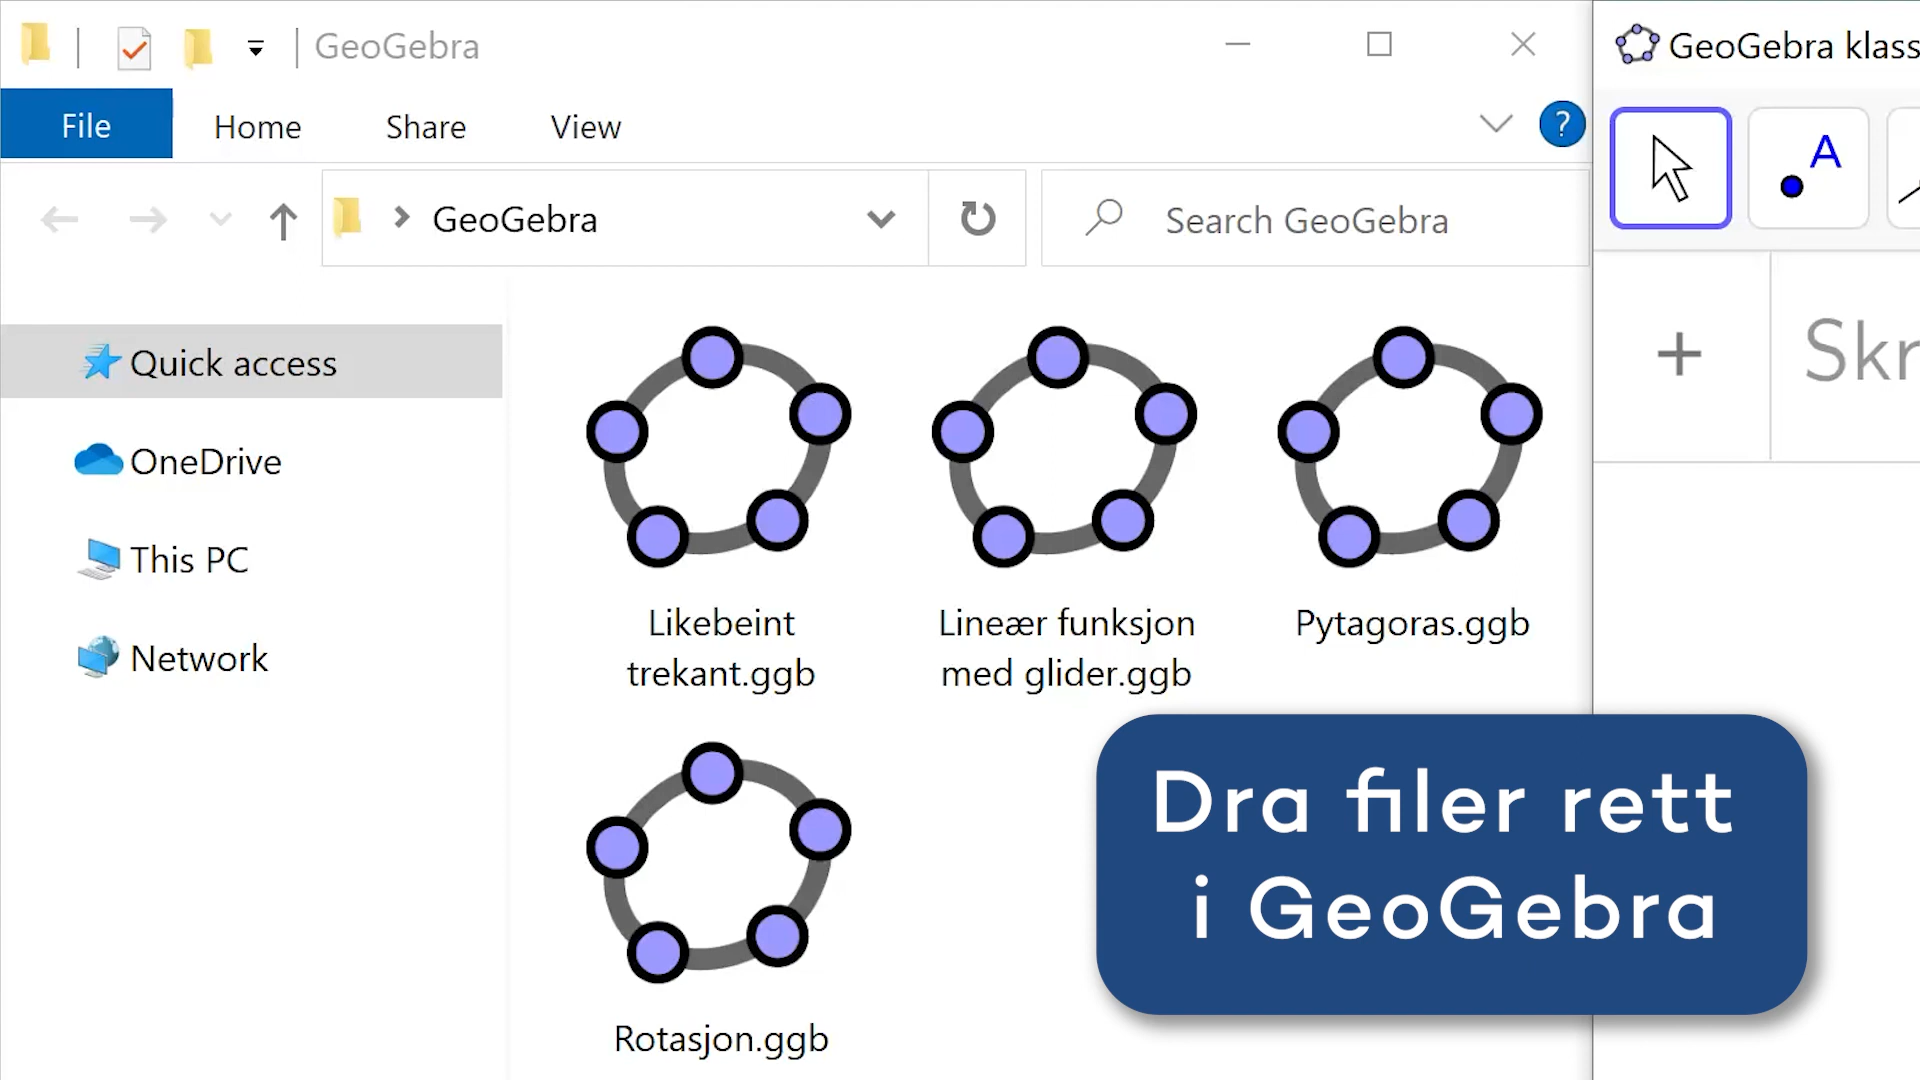 GeoGebra
File
Home
Share
View
?
GeoGebra
Search GeoGebra
Quick access
OneDrive
This PC
Network
Likebeint
trekant.ggb
Lineær funksjon
med glider.ggb
Pytagoras.ggb
Rotasjon.ggb
GeoGebra klass
A
+
Skr
Dra filer rett
i GeoGebra